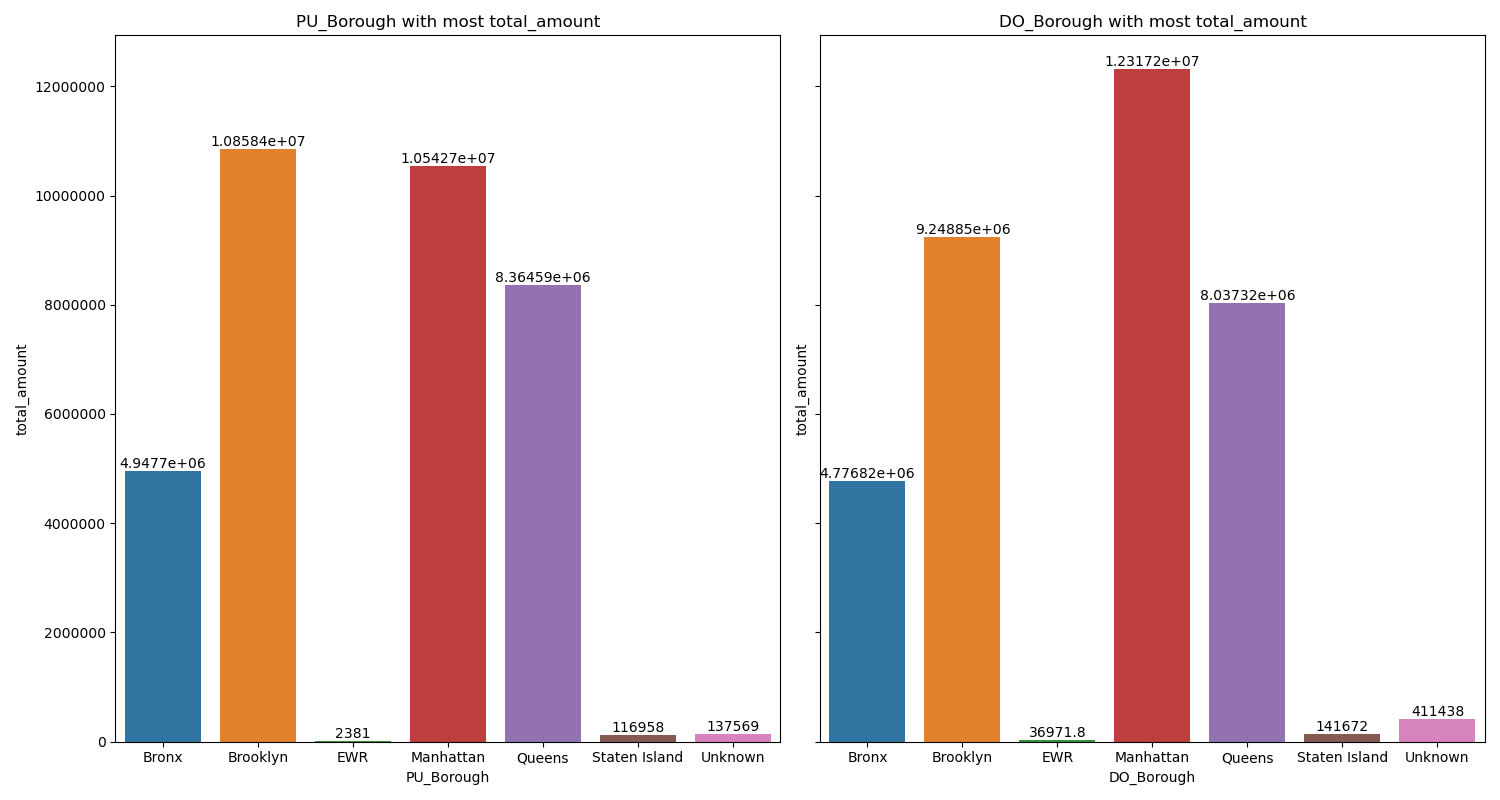 PU_Borough with most total_amount
12000000
10000000
8000000
6000000
4000000
2000000
0
total_amount
4.9477e+06
1.08584e+07
2381
1.05427e+07
8.36459e+06
116958
137569
Bronx Brooklyn EWR Manhattan Queens Staten Island Unknown
PU_Borough
DO_Borough with most total_amount
total_amount
4.77682e+06
9.24885e+06
36971.8
1.23172e+07
8.03732e+06
141672
411438
Bronx Brooklyn EWR Manhattan Queens Staten Island Unknown
DO_Borough